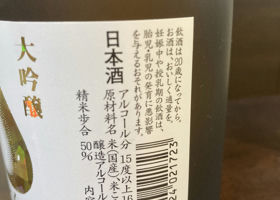 飲酒は20歳になってから。
お酒は、おいしく適量を。
妊娠中や授乳期の飲酒は、
胎児・乳児の発育に悪影響
を与えるおそれがあります。
日本酒
アルコール分 15度以上16
原材料名 米(国産)、米こ
醸造アルコール
精米歩合 50%
内容
大吟醸
24021723